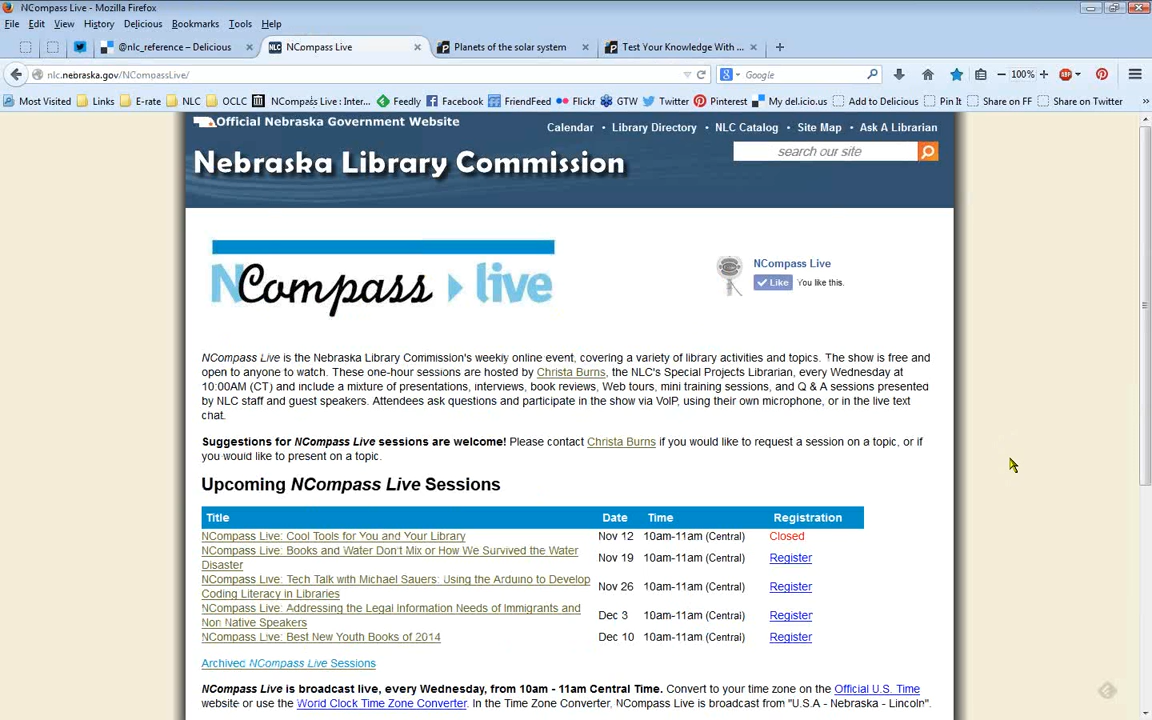 NCompass Live - Mozilla Firefox
File Edit View History Delicious Bookmarks Tools Help
@nlc_reference – Delicious × NCompass Live × Planets of the solar system × Test Your Knowledge With ... × +
nlc.nebraska.gov/NCompassLive/ Google 100%
Most Visited Links E-rate NLC OCLC NCompass Live : Inter... Feedly Facebook FriendFeed Flickr GTW Twitter Pinterest My del.icio.us Add to Delicious Pin It Share on FF Share on Twitter »
Official Nebraska Government Website
Calendar • Library Directory • NLC Catalog • Site Map • Ask A Librarian
Nebraska Library Commission
search our site
NCompass live
NCompass Live
Like You like this.
NCompass Live is the Nebraska Library Commission's weekly online event, covering a variety of library activities and topics. The show is free and
open to anyone to watch. These one-hour sessions are hosted by Christa Burns, the NLC's Special Projects Librarian, every Wednesday at
10:00AM (CT) and include a mixture of presentations, interviews, book reviews, Web tours, mini training sessions, and Q & A sessions presented
by NLC staff and guest speakers. Attendees ask questions and participate in the show via VoIP, using their own microphone, or in the live text
chat.
Suggestions for NCompass Live sessions are welcome! Please contact Christa Burns if you would like to request a session on a topic, or if
you would like to present on a topic.
Upcoming NCompass Live Sessions
Title Date Time Registration
NCompass Live: Cool Tools for You and Your Library Nov 12 10am-11am (Central) Closed
NCompass Live: Books and Water Don't Mix or How We Survived the Water
Disaster Nov 19 10am-11am (Central) Register
NCompass Live: Tech Talk with Michael Sauers: Using the Arduino to Develop
Coding Literacy in Libraries Nov 26 10am-11am (Central) Register
NCompass Live: Addressing the Legal Information Needs of Immigrants and
Non Native Speakers Dec 3 10am-11am (Central) Register
NCompass Live: Best New Youth Books of 2014 Dec 10 10am-11am (Central) Register
Archived NCompass Live Sessions
NCompass Live is broadcast live, every Wednesday, from 10am - 11am Central Time. Convert to your time zone on the Official U.S. Time
website or use the World Clock Time Zone Converter. In the Time Zone Converter, NCompass Live is broadcast from "U.S.A - Nebraska - Lincoln".